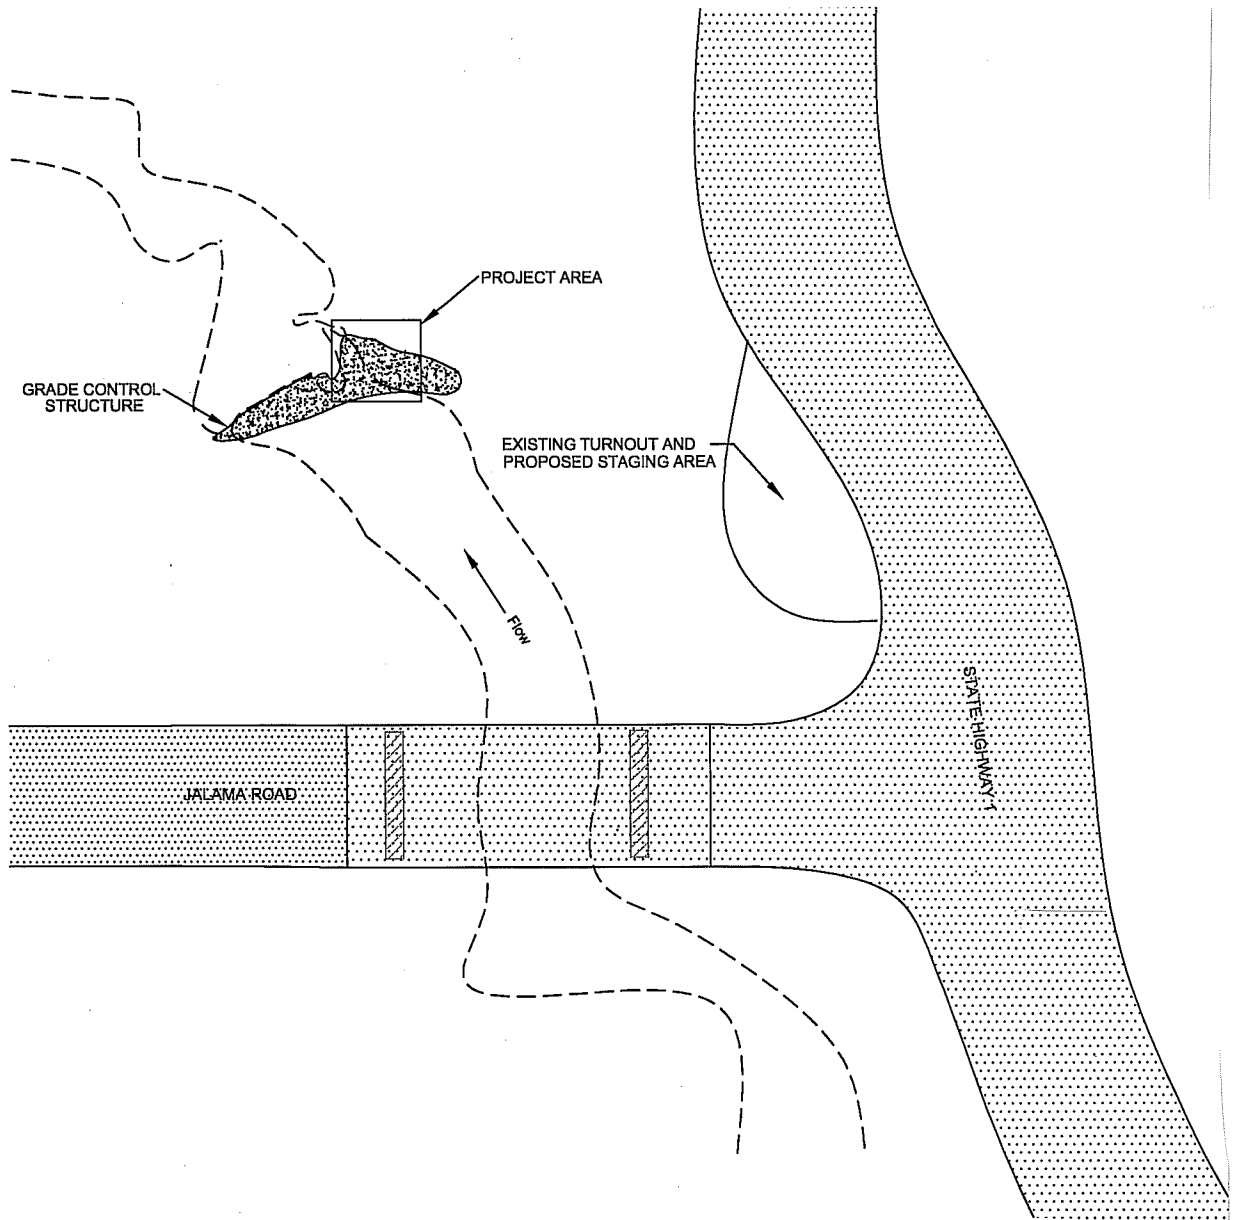 PROJECT AREA
GRADE CONTROL
STRUCTURE
EXISTING TURNOUT AND
PROPOSED STAGING AREA
Flow
STATE HIGHWAY 1
JALAMA ROAD